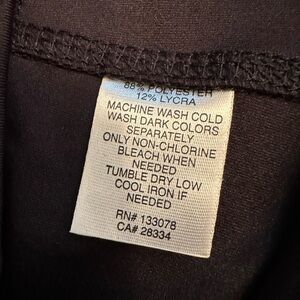 88% POLYESTER
12% LYCRA
MACHINE WASH COLD
WASH DARK COLORS
SEPARATELY
ONLY NON-CHLORINE
BLEACH WHEN
NEEDED
TUMBLE DRY LOW
COOL IRON IF
NEEDED
RN# 133078
CA# 28334